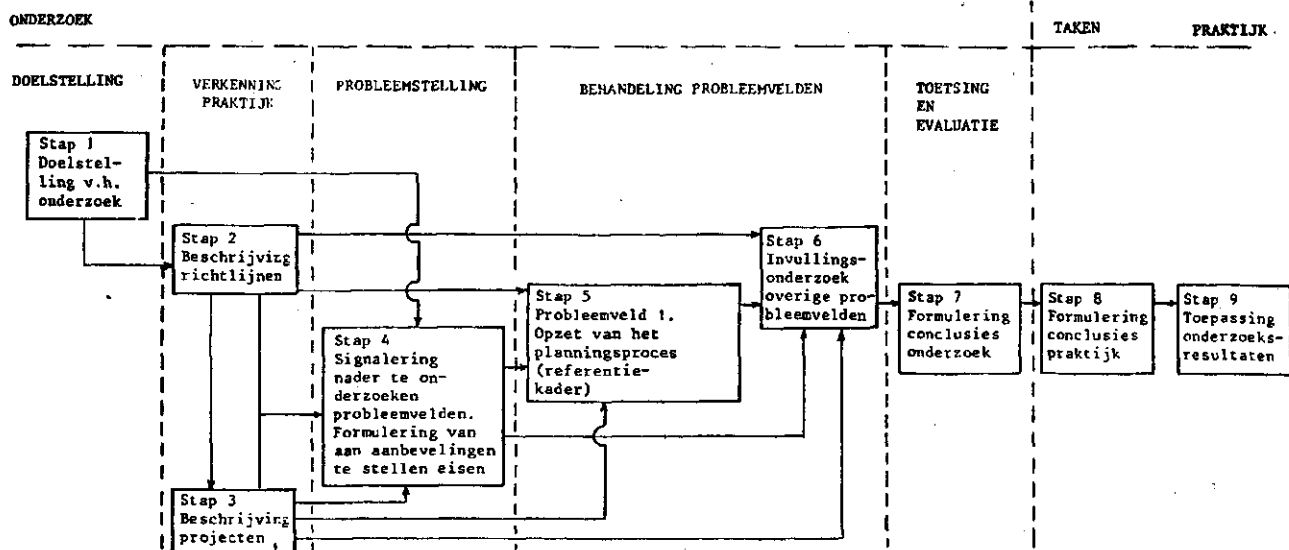 ONDERZOEK
TAKEN
PRAKTIJK
DOELSTELLING
VERKENNING
PRAKTIJK
PROBLEEMSTELLING
BEHANDELING PROBLEEMVELDEN
TOETSING
EN
EVALUATIE
Stap 1
Doelstel-
ling v.h.
onderzoek
Stap 2
Beschrijving
richtlijnen
Stap 3
Beschrijving
projecten
Stap 4
Signalering
nader te on-
derzoeken
probleemvelden.
Formulering van
aan aanbevelingen
te stellen eisen
Stap 5
Probleemveld 1.
Opzet van het
planningsproces
(referentie-
kader)
Stap 6
Invullings-
onderzoek
overige pro-
bleemvelden
Stap 7
Formulering
conclusies
onderzoek
Stap 8
Formulering
conclusies
praktijk
Stap 9
Toepassing
onderzoeks-
resultaten